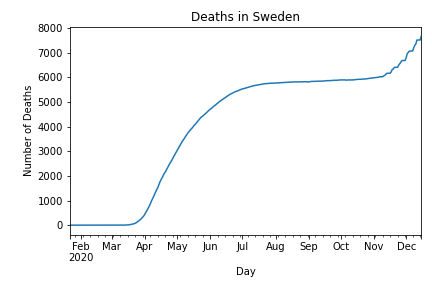 Deaths in Sweden
Number of Deaths
8000
7000
6000
5000
4000
3000
2000
1000
0
Feb Mar Apr May Jun Jul Aug Sep Oct Nov Dec
2020
Day